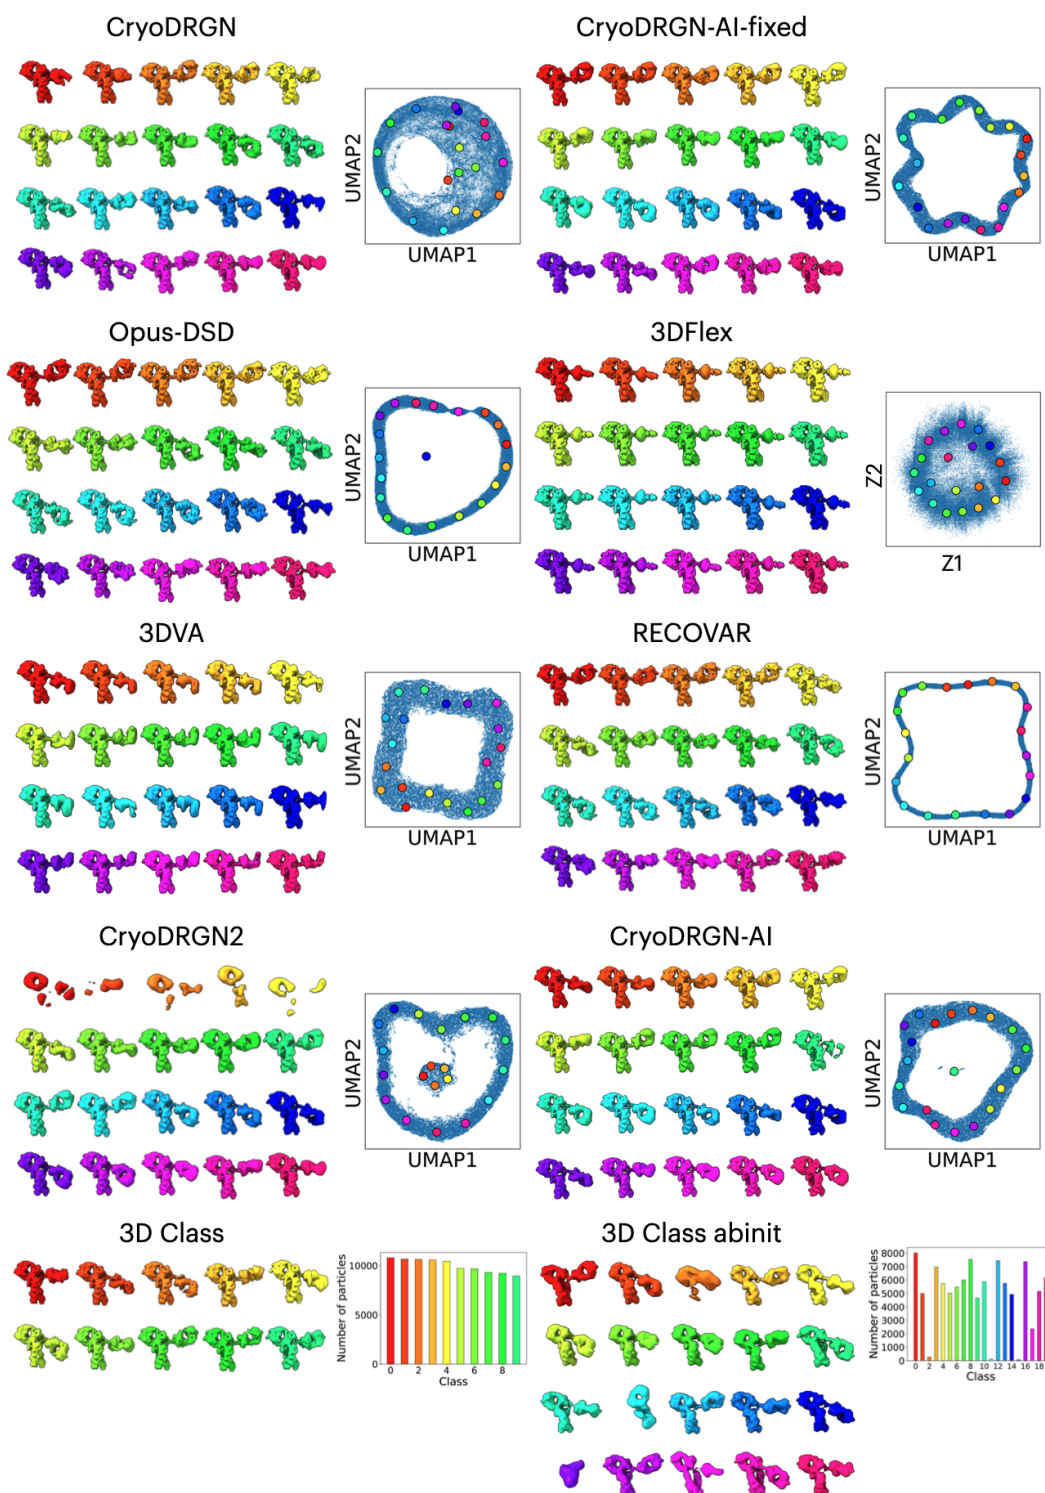 CryoDRGN
CryoDRGN-AI-fixed
UMAP2
UMAP1
UMAP2
UMAP1
Opus-DSD
3DFlex
UMAP2
UMAP1
Z2
Z1
3DVA
RECOVAR
UMAP2
UMAP1
UMAP2
UMAP1
CryoDRGN2
CryoDRGN-AI
UMAP2
UMAP1
UMAP2
UMAP1
3D Class
3D Class abinit
Number of particles
10000
5000
0
0 2 4 6 8
Class
Number of particles
8000
7000
6000
5000
4000
3000
2000
1000
0
0 2 4 6 8 10 12 14 16 18
Class